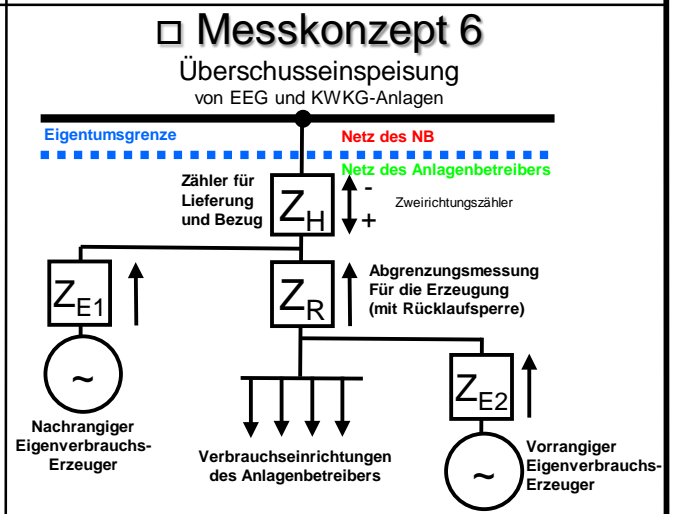 □ Messkonzept 6
Überschusseinspeisung
von EEG und KWKG-Anlagen
Eigentumsgrenze
Netz des NB
Netz des Anlagenbetreibers
Zähler für
Lieferung
und Bezug
Z_H
-
+
Zweirichtungszähler
Z_E1
Z_R
Abgrenzungsmessung
Für die Erzeugung
(mit Rücklaufsperre)
~
Nachrangiger
Eigenverbrauchs-
Erzeuger
Verbrauchseinrichtungen
des Anlagenbetreibers
Z_E2
~
Vorrangiger
Eigenverbrauchs-
Erzeuger